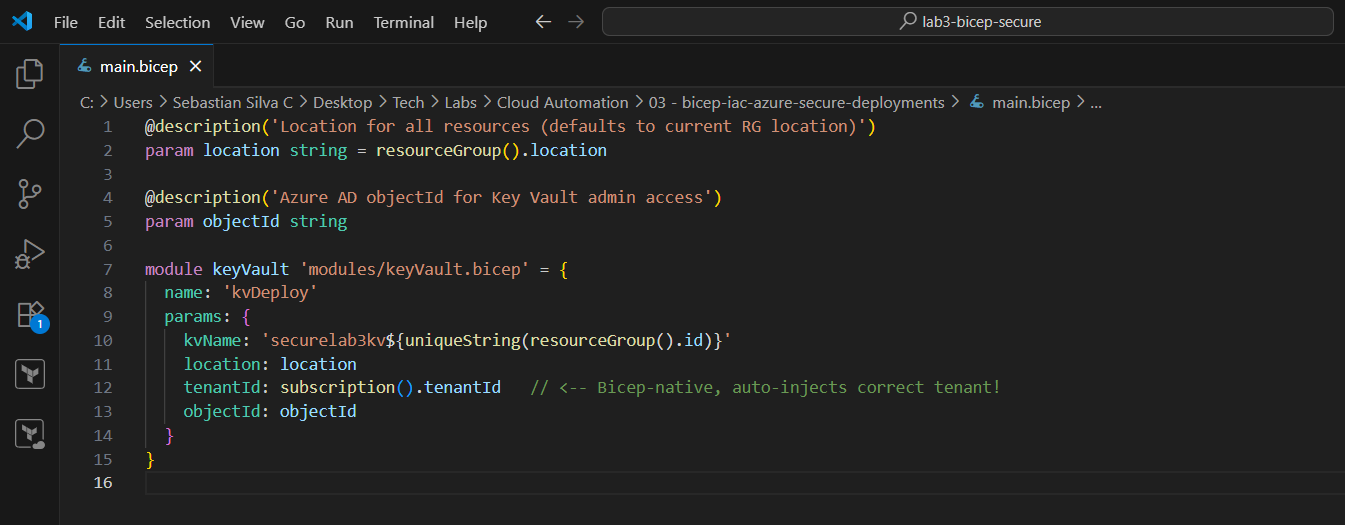 File Edit Selection View Go Run Terminal Help lab3-bicep-secure
main.bicep
C: > Users > Sebastian Silva C > Desktop > Tech > Labs > Cloud Automation > 03 - bicep-iac-azure-secure-deployments > main.bicep > ...
1 @description('Location for all resources (defaults to current RG location)')
2 param location string = resourceGroup().location
3
4 @description('Azure AD objectId for Key Vault admin access')
5 param objectId string
6
7 module keyVault 'modules/keyVault.bicep' = {
8   name: 'kvDeploy'
9   params: {
10     kvName: 'securelab3kv${uniqueString(resourceGroup().id)}'
11     location: location
12     tenantId: subscription().tenantId   // <-- Bicep-native, auto-injects correct tenant!
13     objectId: objectId
14   }
15 }
16
1